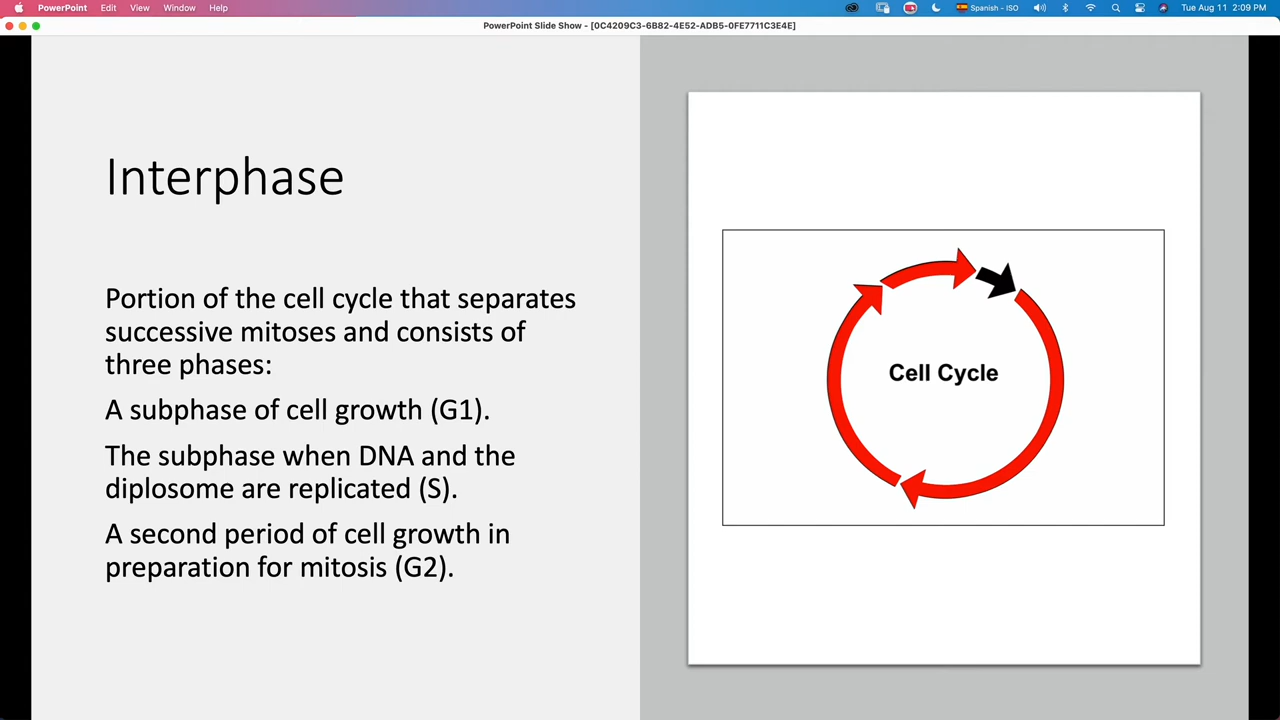 PowerPoint Edit View Window Help Spanish - ISO Tue Aug 11 2:09 PM
PowerPoint Slide Show - [0C4209C3-6B82-4E52-ADB5-0FE7711C3E4E]
Interphase
Portion of the cell cycle that separates
successive mitoses and consists of
three phases:
A subphase of cell growth (G1).
The subphase when DNA and the
diplosome are replicated (S).
A second period of cell growth in
preparation for mitosis (G2).
Cell Cycle